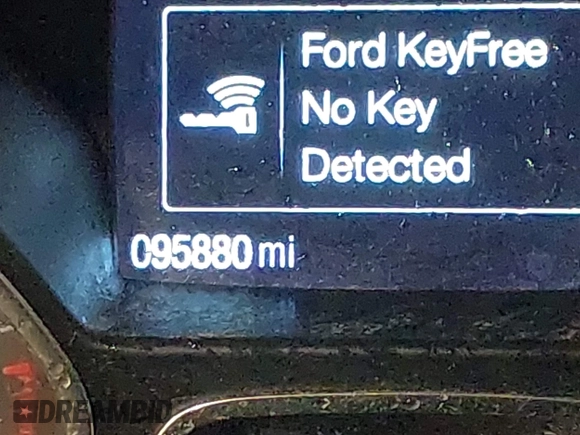 Ford KeyFree
No Key
Detected
095880 mi
DREAMBID